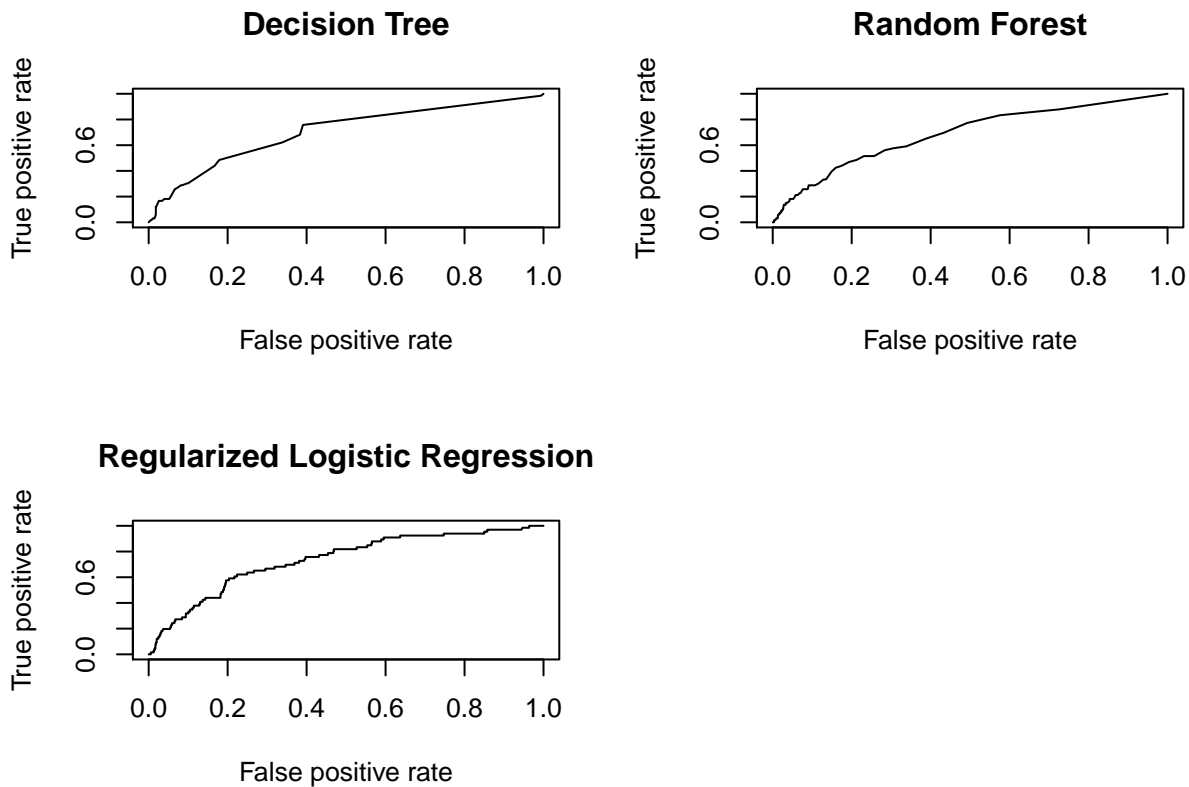 Decision Tree
True positive rate
0.6
0.0
0.0 0.2 0.4 0.6 0.8 1.0
False positive rate
Random Forest
True positive rate
0.6
0.0
0.0 0.2 0.4 0.6 0.8 1.0
False positive rate
Regularized Logistic Regression
True positive rate
0.6
0.0
0.0 0.2 0.4 0.6 0.8 1.0
False positive rate